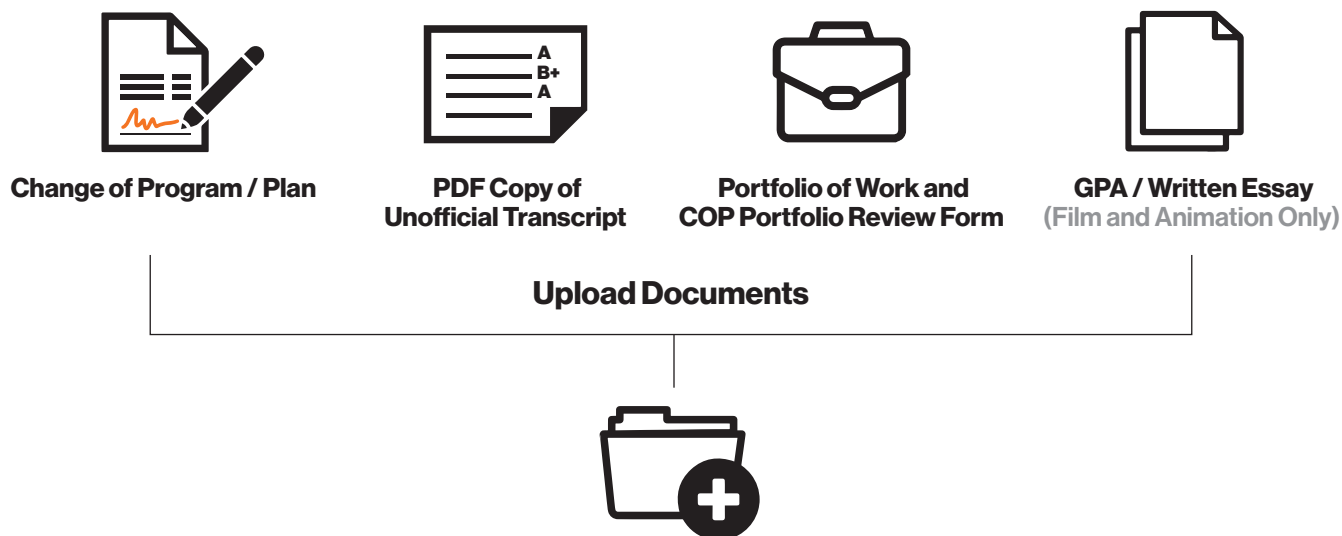 A
B+
A
Change of Program / Plan
PDF Copy of
Unofficial Transcript
Portfolio of Work and
COP Portfolio Review Form
GPA / Written Essay
(Film and Animation Only)
Upload Documents